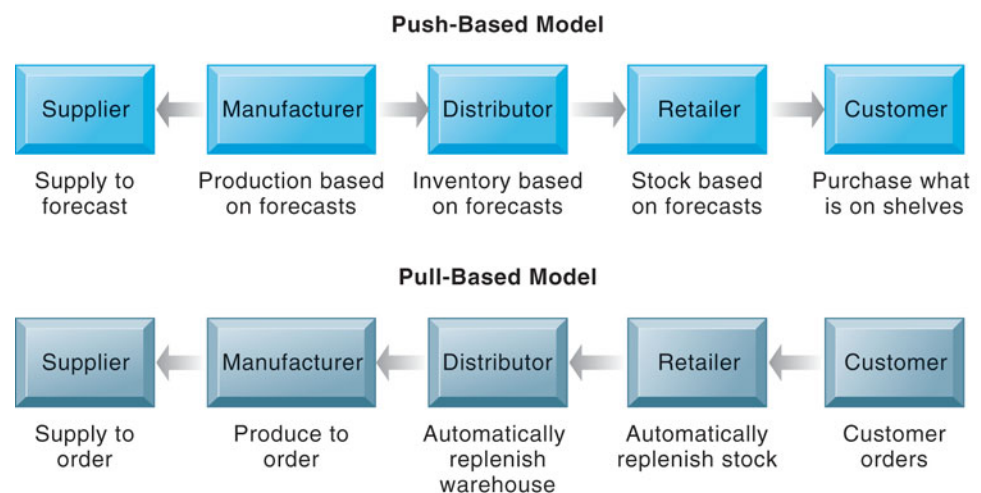 Push-Based Model
Supplier
Manufacturer
Distributor
Retailer
Customer
Supply to
forecast
Production based
on forecasts
Inventory based
on forecasts
Stock based
on forecasts
Purchase what
is on shelves
Pull-Based Model
Supplier
Manufacturer
Distributor
Retailer
Customer
Supply to
order
Produce to
order
Automatically
replenish
warehouse
Automatically
replenish stock
Customer
orders